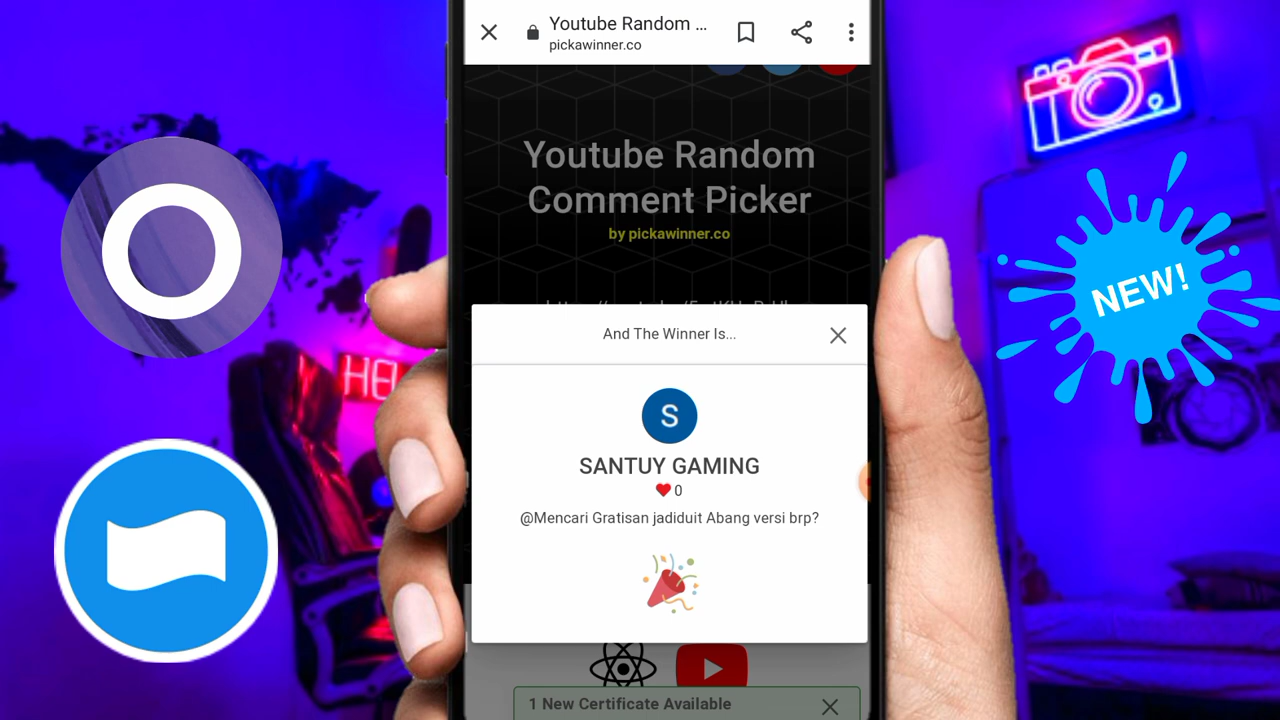 Youtube Random ...
pickawinner.co
Youtube Random
Comment Picker
by pickawinner.co
And The Winner Is...
S
SANTUY GAMING
0
@Mencari Gratisan jadiduit Abang versi brp?
1 New Certificate Available
NEW!